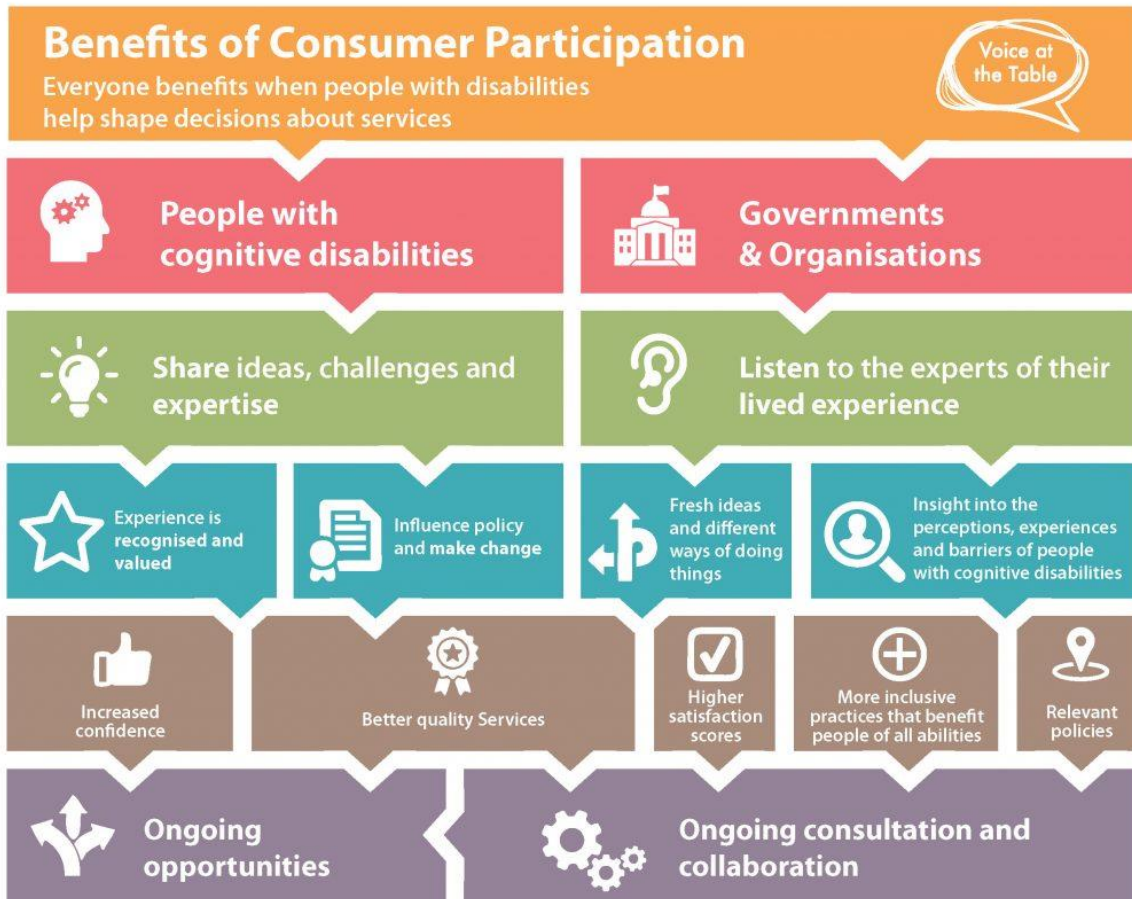 Benefits of Consumer Participation
Everyone benefits when people with disabilities
help shape decisions about services
Voice at
the Table
People with
cognitive disabilities
Governments
& Organisations
Share ideas, challenges and
expertise
Listen to the experts of their
lived experience
Experience is
recognised and
valued
Influence policy
and make change
Fresh ideas
and different
ways of doing
things
Insight into the
perceptions, experiences
and barriers of people
with cognitive disabilities
Increased
confidence
Better quality Services
Higher
satisfaction
scores
More inclusive
practices that benefit
people of all abilities
Relevant
policies
Ongoing
opportunities
Ongoing consultation and
collaboration